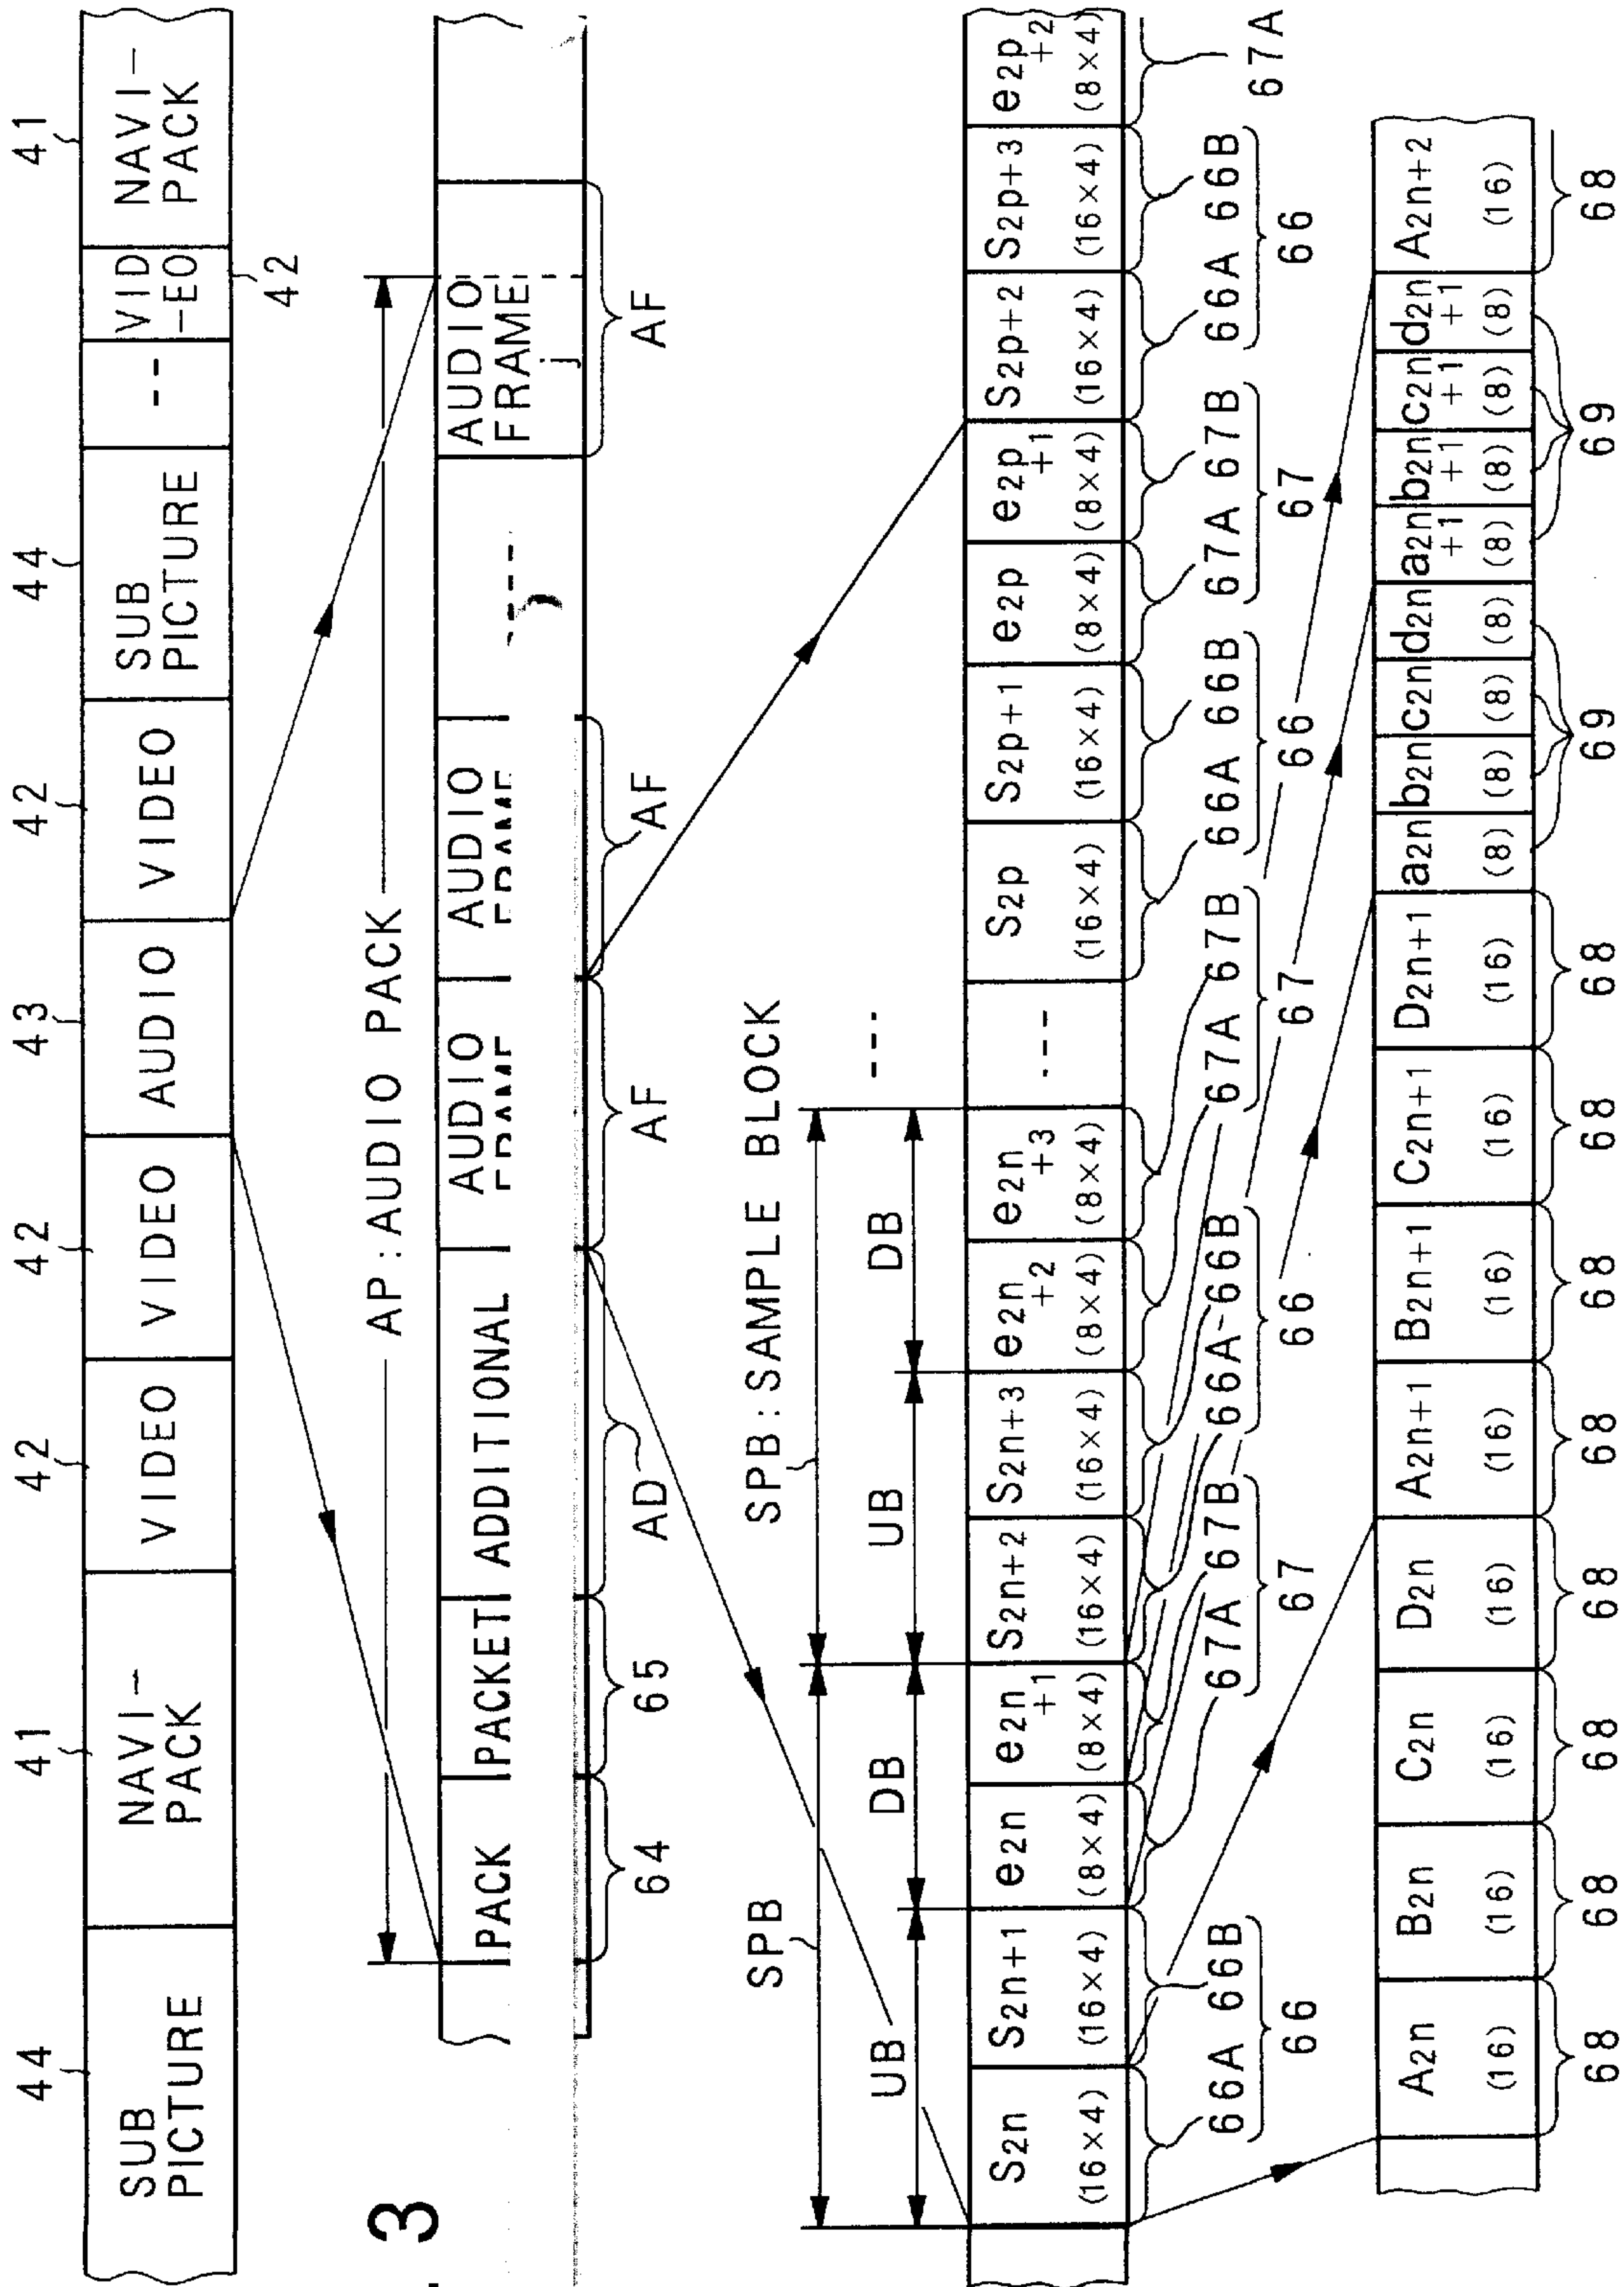 44 41 42 42 43 42 44 41
SUB PICTURE NAVI-PACK VIDEO VIDEO AUDIO VIDEO SUB PICTURE -- VID-EO NAVI-PACK
42
3
AP:AUDIO PACK
PACK PACKET ADDITIONAL AUDIO AUDIO ---- AUDIO FRAME
64 65 AD AF AF AF
SPB SPB:SAMPLE BLOCK
UB DB UB DB ---
S2n S2n+1 e2n e2n+1 S2n+2 S2n+3 e2n+2 e2n+3 --- S2p S2p+1 e2p e2p+1 S2p+2 S2p+3 e2p+2
(16×4) (16×4) (8×4) (8×4) (16×4) (16×4) (8×4) (8×4) (16×4) (16×4) (8×4) (8×4) (16×4) (16×4) (8×4)
66A 66B 67A 67B 66A 66B 67A 67B 66A 66B 67A 67B 66A 66B 67A
66 67 66 67 66 67 66
A2n B2n C2n D2n A2n+1 B2n+1 C2n+1 D2n+1 a2n b2n c2n d2n a2n+1 b2n+1 c2n+1 d2n+1 A2n+2
(16) (16) (16) (16) (16) (16) (16) (16) (8) (8) (8) (8) (8) (8) (8) (8) (16)
68 68 68 68 68 68 68 68 69 69 68